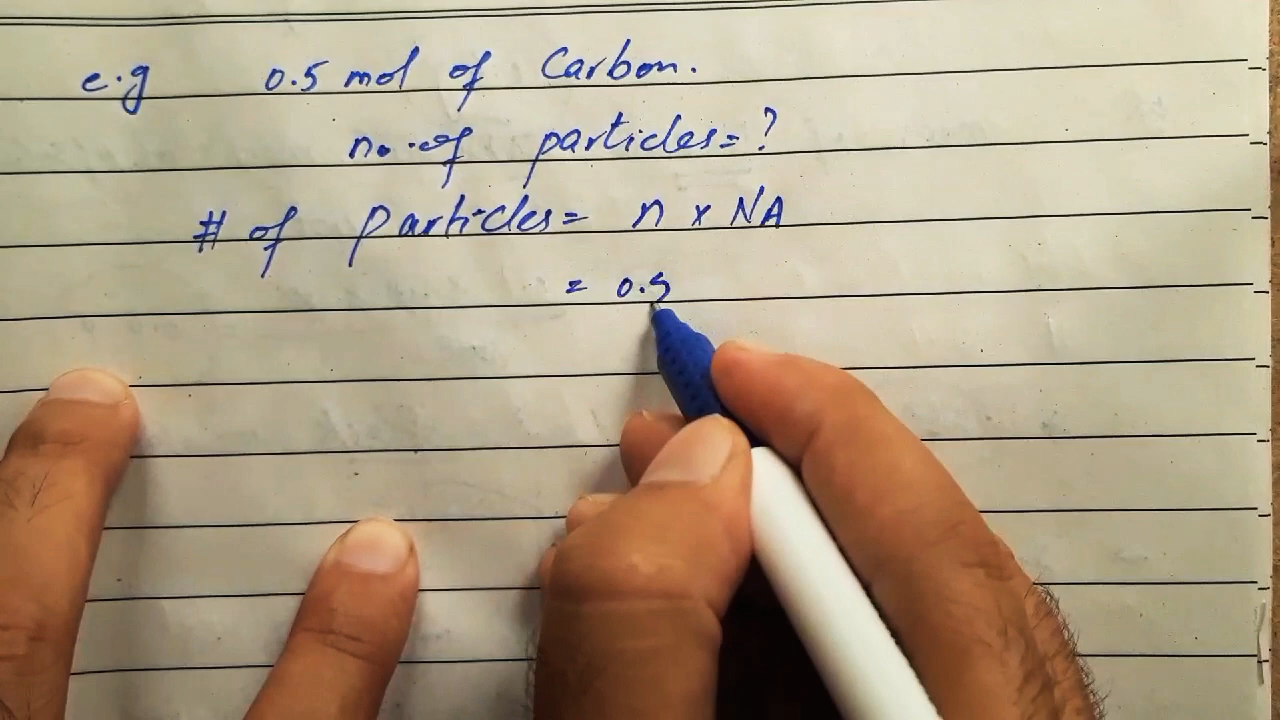 e.g 0.5 mol of Carbon.
no. of particles = ?
# of Particles = n x NA
= 0.5